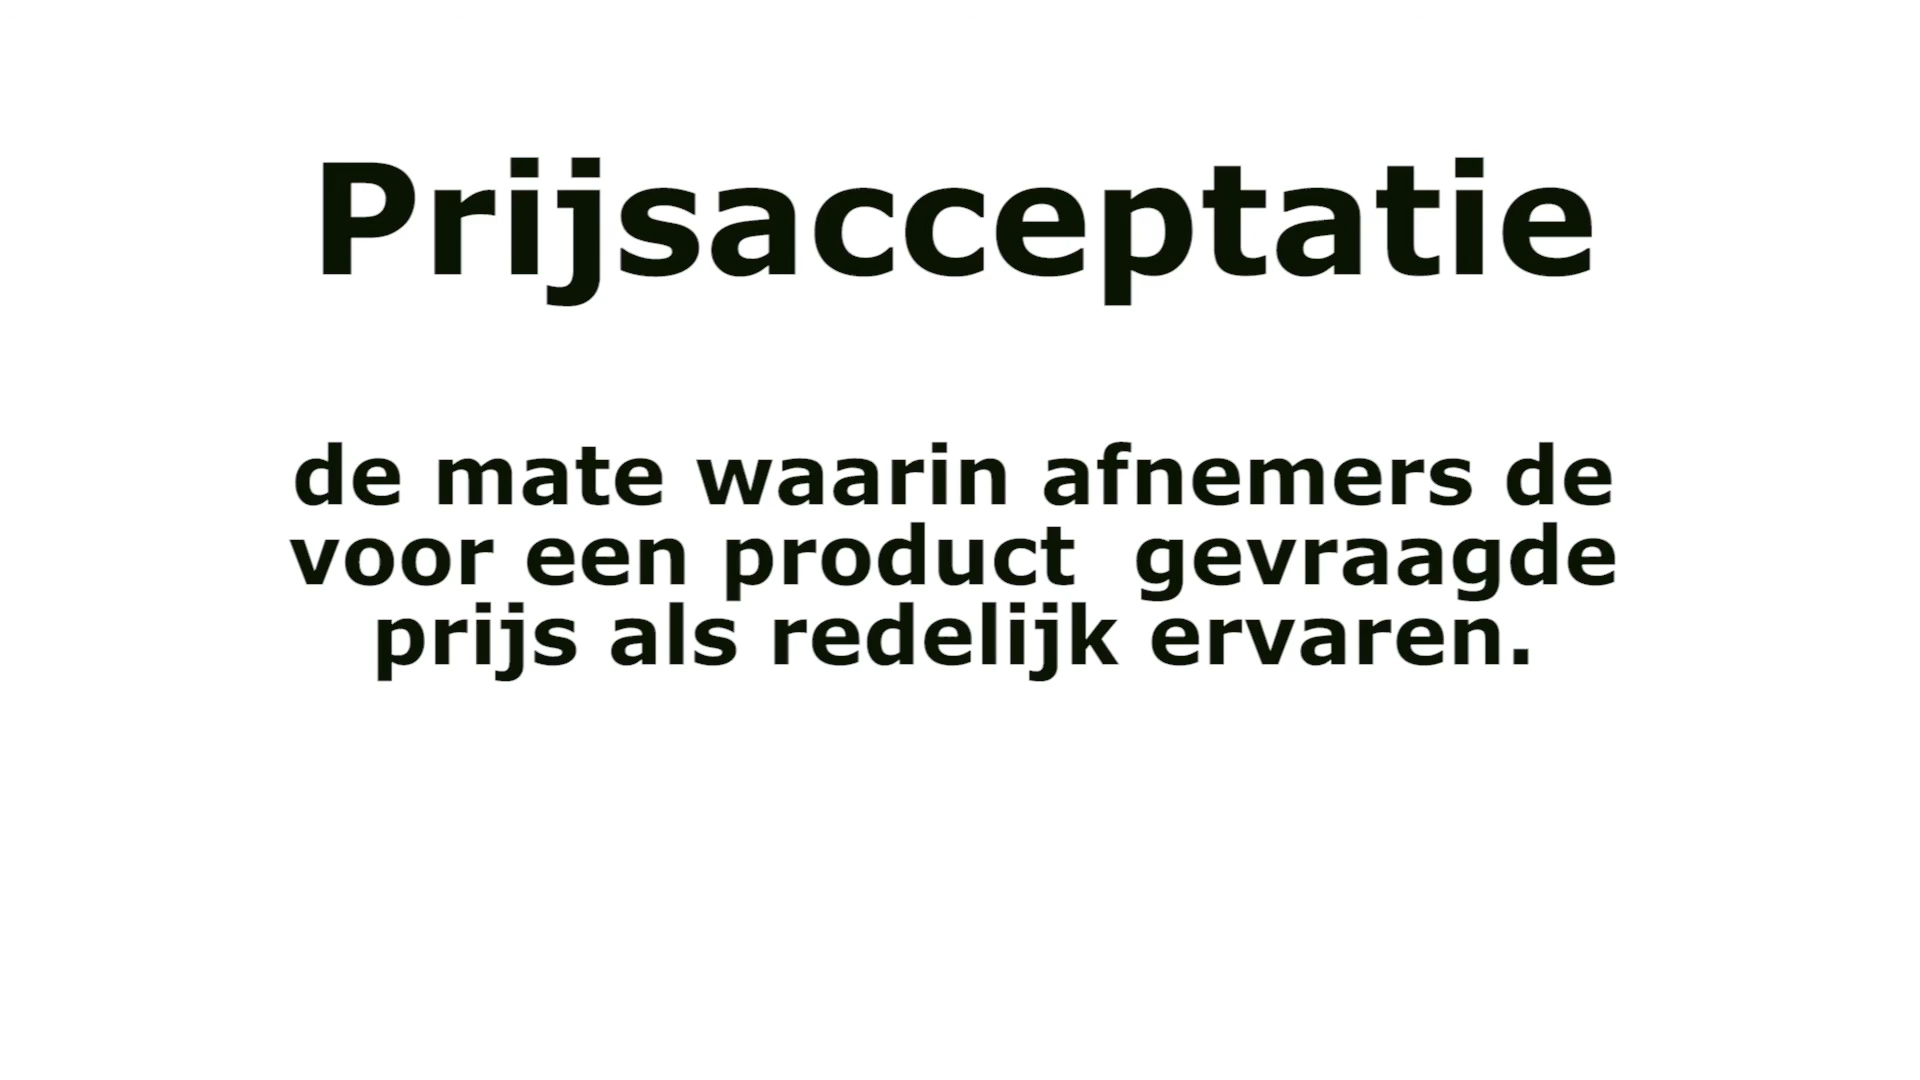 Prijsacceptatie
de mate waarin afnemers de
voor een product  gevraagde
prijs als redelijk ervaren.